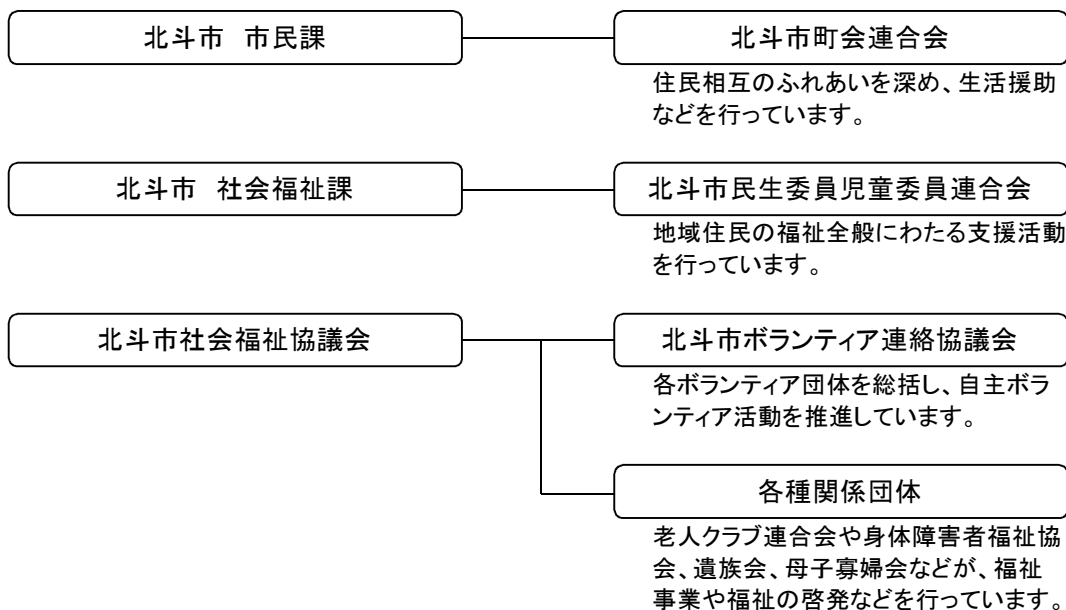 北斗市　市民課
北斗市町会連合会
住民相互のふれあいを深め、生活援助
などを行っています。
北斗市　社会福祉課
北斗市民生委員児童委員連合会
地域住民の福祉全般にわたる支援活動
を行っています。
北斗市社会福祉協議会
北斗市ボランティア連絡協議会
各ボランティア団体を総括し、自主ボラ
ンティア活動を推進しています。
各種関係団体
老人クラブ連合会や身体障害者福祉協
会、遺族会、母子寡婦会などが、福祉
事業や福祉の啓発などを行っています。